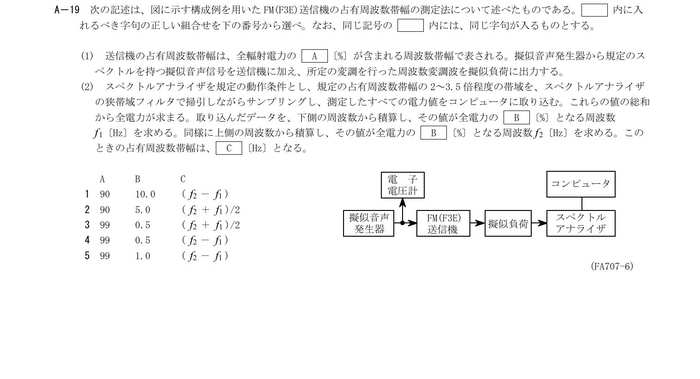 A－19 次の記述は、図に示す構成例を用いたFM(F3E)送信機の占有周波数帯幅の測定法について述べたものである。 内に入
れるべき字句の正しい組合せを下の番号から選べ。なお、同じ記号の 内には、同じ字句が入るものとする。
(1) 送信機の占有周波数帯幅は、全輻射電力の A 〔%〕が含まれる周波数帯幅で表される。擬似音声発生器から規定のス
ペクトルを持つ擬似音声信号を送信機に加え、所定の変調を行った周波数変調波を擬似負荷に出力する。
(2) スペクトルアナライザを規定の動作条件とし、規定の占有周波数帯幅の2～3.5倍程度の帯域を、スペクトルアナライザ
の狭帯域フィルタで掃引しながらサンプリングし、測定したすべての電力値をコンピュータに取り込む。これらの値の総和
から全電力が求まる。取り込んだデータを、下側の周波数から積算し、その値が全電力の B 〔%〕となる周波数
f₁〔Hz〕を求める。同様に上側の周波数から積算し、その値が全電力の B 〔%〕となる周波数f₂〔Hz〕を求める。この
ときの占有周波数帯幅は、 C 〔Hz〕となる。
A B C
1 90 10.0 (f₂－f₁)
2 90 5.0 (f₂＋f₁)/2
3 99 0.5 (f₂＋f₁)/2
4 99 0.5 (f₂－f₁)
5 99 1.0 (f₂－f₁)
電子
電圧計
コンピュータ
擬似音声
発生器
FM(F3E)
送信機
擬似負荷
スペクトル
アナライザ
(FA707-6)